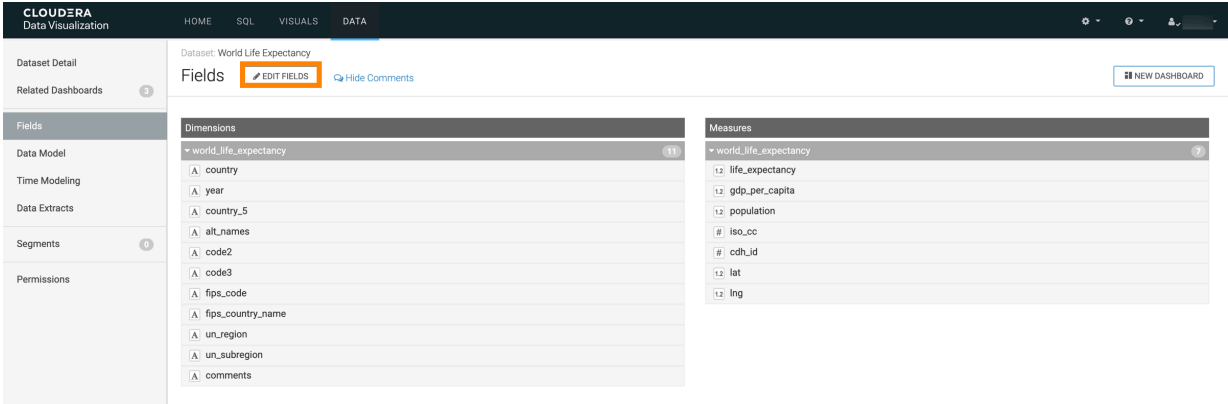 CLOUDERA
Data Visualization
HOME SQL VISUALS DATA
Dataset Detail
Related Dashboards 3
Fields
Data Model
Time Modeling
Data Extracts
Segments 0
Permissions
Dataset: World Life Expectancy
Fields EDIT FIELDS Hide Comments
NEW DASHBOARD
Dimensions
world_life_expectancy 11
A country
A year
A country_5
A alt_names
A code2
A code3
A fips_code
A fips_country_name
A un_region
A un_subregion
A comments
Measures
world_life_expectancy 7
1.2 life_expectancy
1.2 gdp_per_capita
1.2 population
# iso_cc
# cdh_id
1.2 lat
1.2 lng